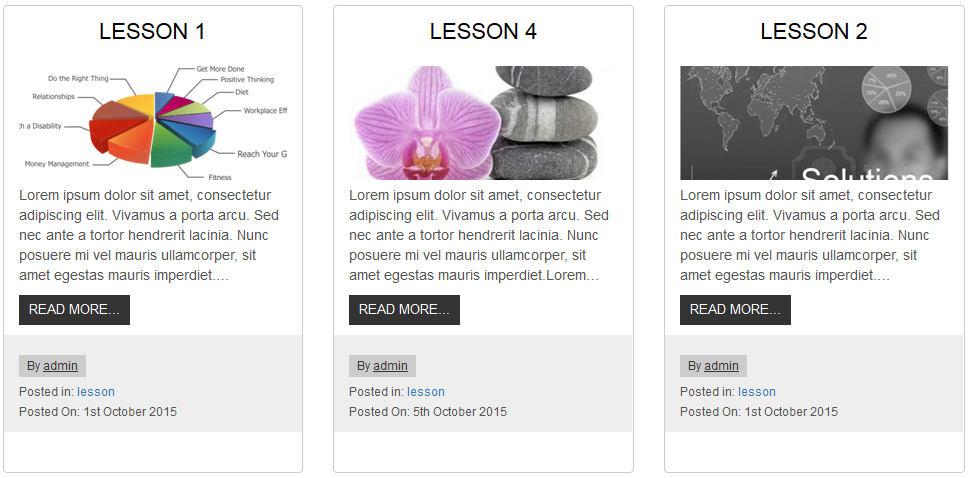 LESSON 1
Get More Done
Do the Right Thing
Positive Thinking
Diet
Relationships
Workplace Eff
h a Disability
Reach Your G
Money Management
Fitness
Lorem ipsum dolor sit amet, consectetur
adipiscing elit. Vivamus a porta arcu. Sed
nec ante a tortor hendrerit lacinia. Nunc
posuere mi vel mauris ullamcorper, sit
amet egestas mauris imperdiet.…
READ MORE…
By admin
Posted in: lesson
Posted On: 1st October 2015
LESSON 4
Lorem ipsum dolor sit amet, consectetur
adipiscing elit. Vivamus a porta arcu. Sed
nec ante a tortor hendrerit lacinia. Nunc
posuere mi vel mauris ullamcorper, sit
amet egestas mauris imperdiet.Lorem…
READ MORE…
By admin
Posted in: lesson
Posted On: 5th October 2015
LESSON 2
Solutions
Lorem ipsum dolor sit amet, consectetur
adipiscing elit. Vivamus a porta arcu. Sed
nec ante a tortor hendrerit lacinia. Nunc
posuere mi vel mauris ullamcorper, sit
amet egestas mauris imperdiet.…
READ MORE…
By admin
Posted in: lesson
Posted On: 1st October 2015